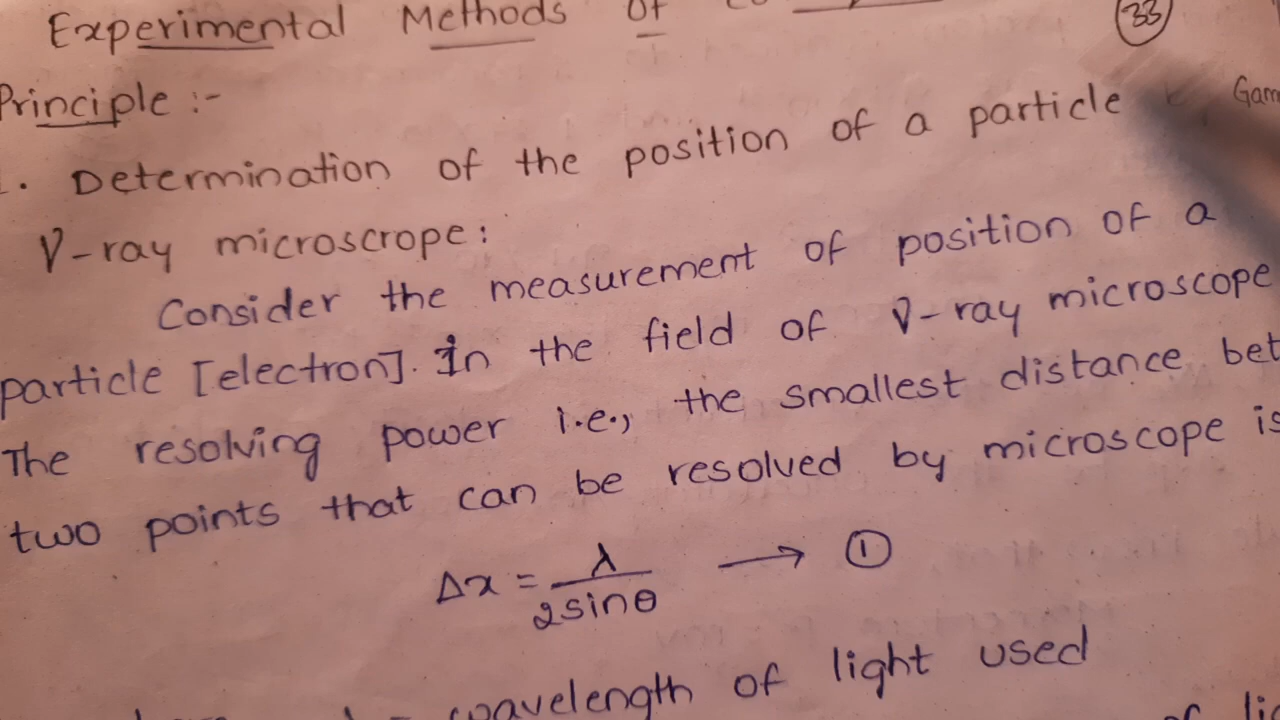 Experimental Methods Of
33
Principle :-
1. Determination of the position of a particle Gam
γ-ray microscrope:
Consider the measurement of position of a
particle [electron]. In the field of γ-ray microscope
The resolving power i.e., the smallest distance bet
two points that can be resolved by microscope is
Δx = λ/2sinθ → ①
wavelength of light used
of